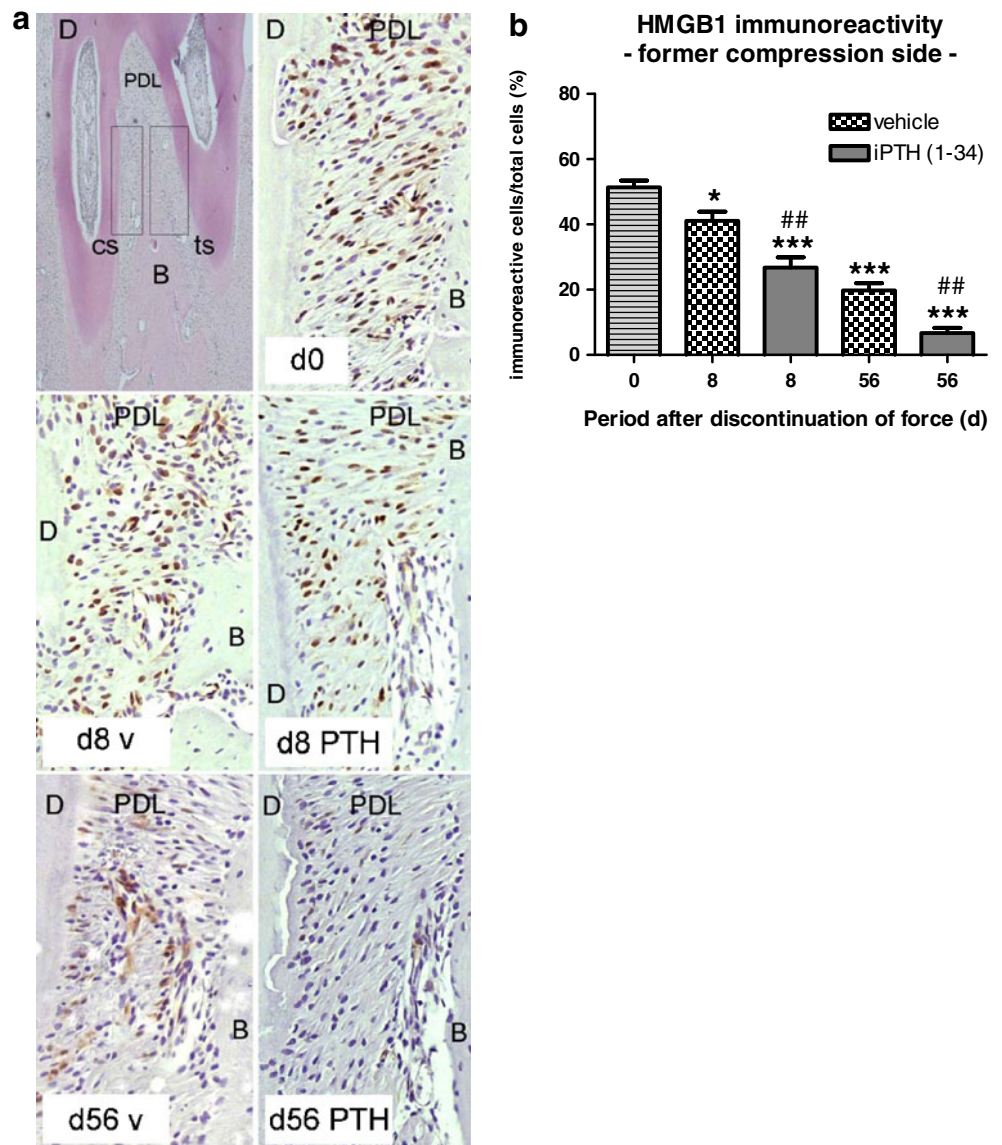 a
D
PDL
cs
ts
B
D
PDL
B
d0
PDL
D
B
d8 v
PDL
B
D
d8 PTH
D
PDL
B
d56 v
D
PDL
B
d56 PTH
b
HMGB1 immunoreactivity
- former compression side -
immunoreactive cells/total cells (%)
80
60
40
20
0
vehicle
iPTH (1-34)
*
##
***
***
##
***
0
8
8
56
56
Period after discontinuation of force (d)